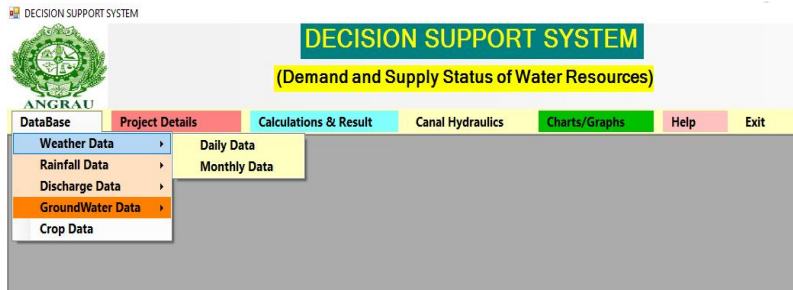 DECISION SUPPORT SYSTEM
DECISION SUPPORT SYSTEM
(Demand and Supply Status of Water Resources)
ANGRAU
DataBase Project Details Calculations & Result Canal Hydraulics Charts/Graphs Help Exit
Weather Data Daily Data
Rainfall Data Monthly Data
Discharge Data
GroundWater Data
Crop Data